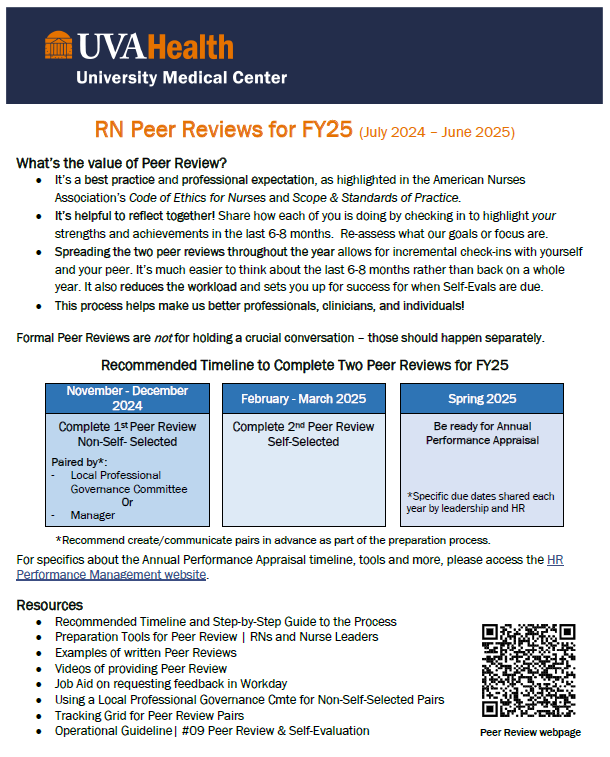 UVAHealth
University Medical Center
RN Peer Reviews for FY25 (July 2024 – June 2025)
What's the value of Peer Review?
• It's a best practice and professional expectation, as highlighted in the American Nurses
Association's Code of Ethics for Nurses and Scope & Standards of Practice.
• It's helpful to reflect together! Share how each of you is doing by checking in to highlight your
strengths and achievements in the last 6-8 months. Re-assess what our goals or focus are.
• Spreading the two peer reviews throughout the year allows for incremental check-ins with yourself
and your peer. It's much easier to think about the last 6-8 months rather than back on a whole
year. It also reduces the workload and sets you up for success for when Self-Evals are due.
• This process helps make us better professionals, clinicians, and individuals!
Formal Peer Reviews are not for holding a crucial conversation – those should happen separately.
Recommended Timeline to Complete Two Peer Reviews for FY25
November - December
2024
Complete 1st Peer Review
Non-Self- Selected
Paired by*:
- Local Professional
Governance Committee
Or
- Manager
February - March 2025
Complete 2nd Peer Review
Self-Selected
Spring 2025
Be ready for Annual
Performance Appraisal
*Specific due dates shared each
year by leadership and HR
*Recommend create/communicate pairs in advance as part of the preparation process.
For specifics about the Annual Performance Appraisal timeline, tools and more, please access the HR
Performance Management website.
Resources
• Recommended Timeline and Step-by-Step Guide to the Process
• Preparation Tools for Peer Review | RNs and Nurse Leaders
• Examples of written Peer Reviews
• Videos of providing Peer Review
• Job Aid on requesting feedback in Workday
• Using a Local Professional Governance Cmte for Non-Self-Selected Pairs
• Tracking Grid for Peer Review Pairs
• Operational Guideline| #09 Peer Review & Self-Evaluation
Peer Review webpage